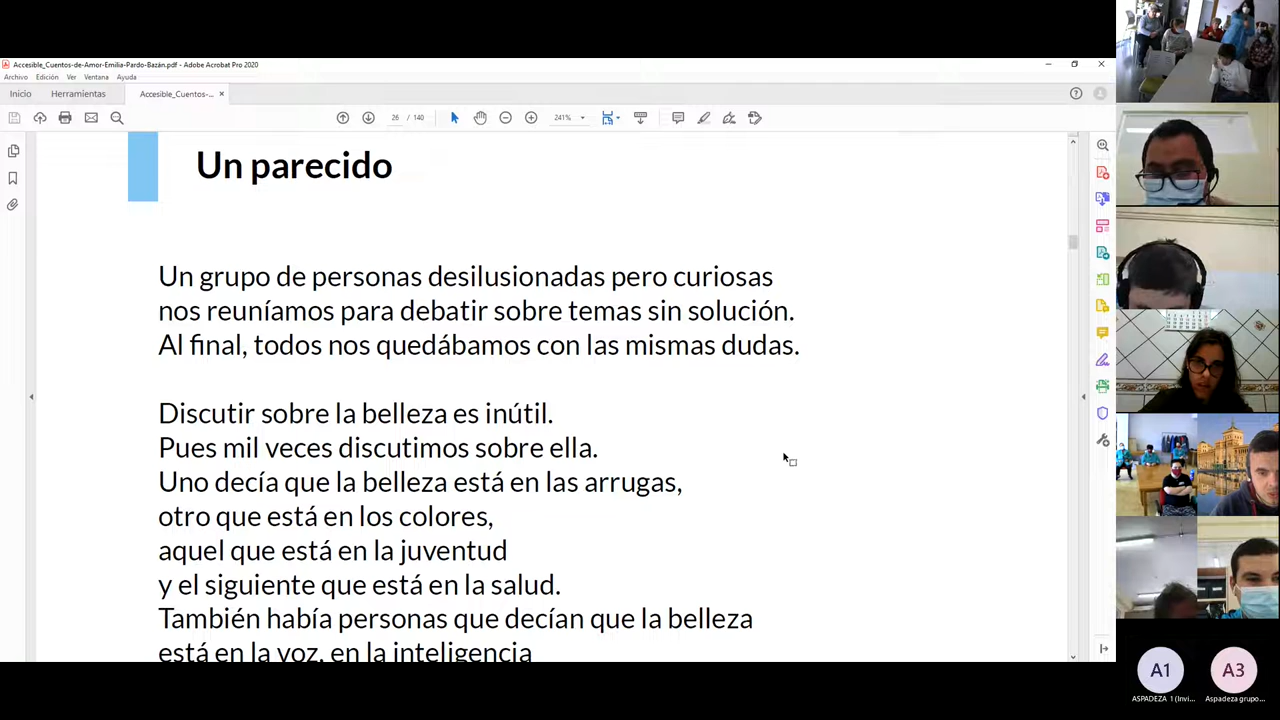 Accesible_Cuentos-de-Amor-Emilia-Pardo-Bazán.pdf - Adobe Acrobat Pro 2020
Archivo Edición Ver Ventana Ayuda
Inicio Herramientas Accesible_Cuentos-... ×
26 / 140 241%
Un parecido
Un grupo de personas desilusionadas pero curiosas
nos reuníamos para debatir sobre temas sin solución.
Al final, todos nos quedábamos con las mismas dudas.
Discutir sobre la belleza es inútil.
Pues mil veces discutimos sobre ella.
Uno decía que la belleza está en las arrugas,
otro que está en los colores,
aquel que está en la juventud
y el siguiente que está en la salud.
También había personas que decían que la belleza
está en la voz, en la inteligencia
A1 A3
ASPADEZA 1 (Invi... Aspadeza grupo...